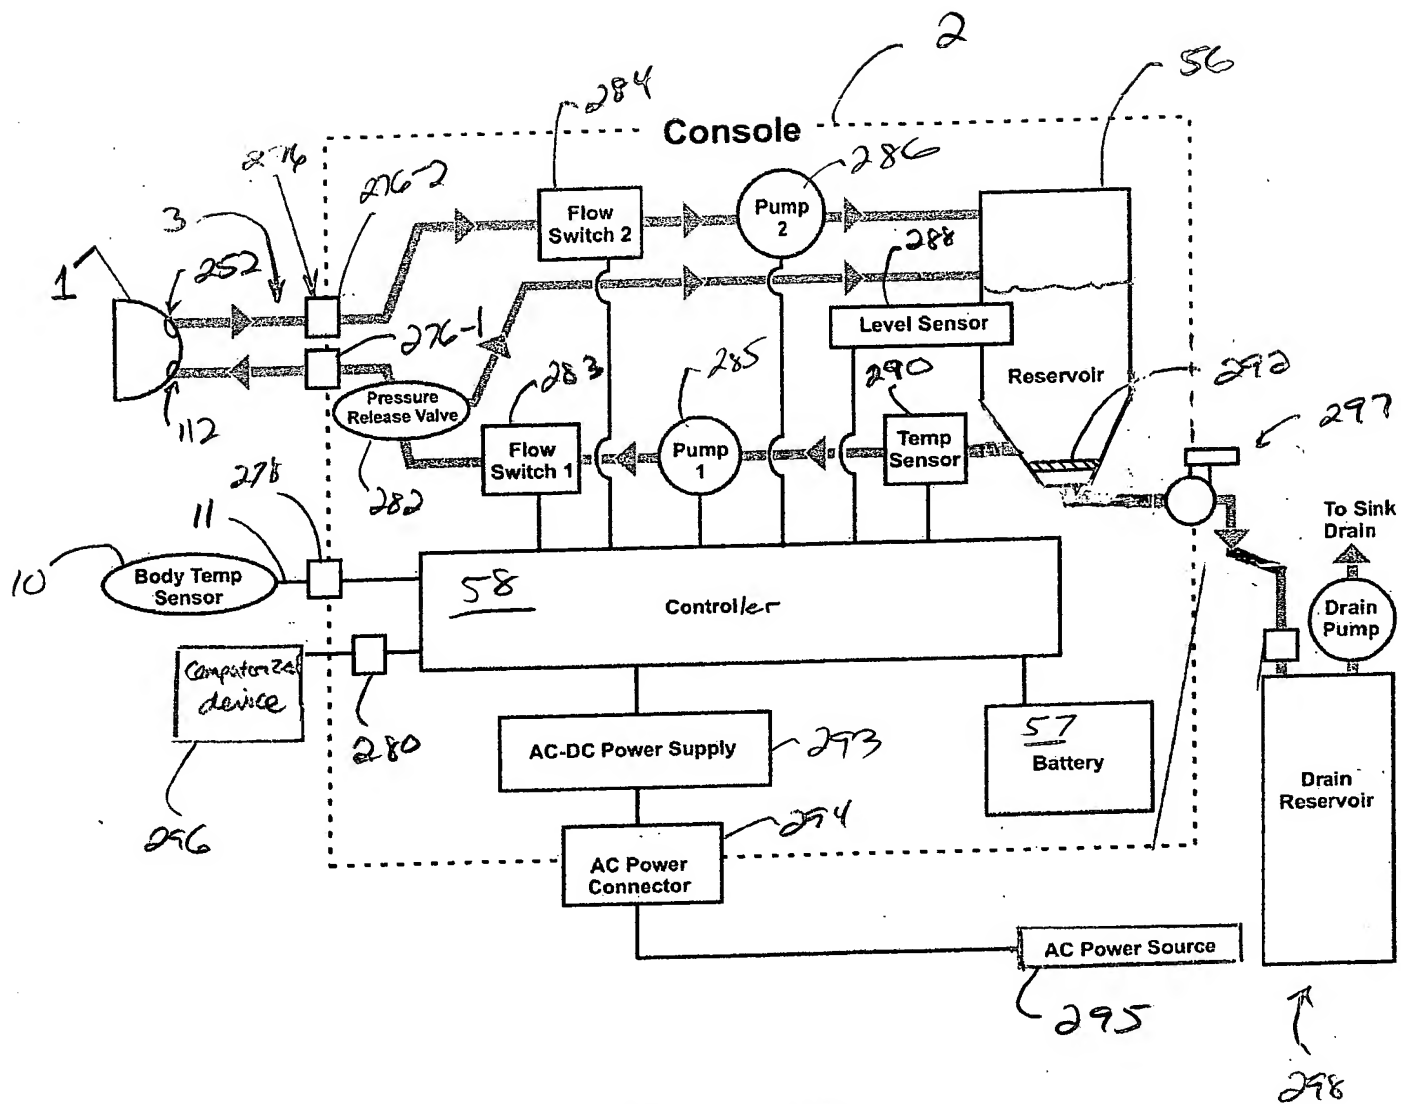 2
56
284
Console
286
276
276-2
3
Flow
Switch 2
Pump
2
288
252
1
276-1
Level Sensor
283
285
290
Reservoir
292
Pressure
Release Valve
297
112
Flow
Switch 1
Pump
1
Temp
Sensor
278
282
To Sink
Drain
11
10
Body Temp
Sensor
58
Controller
Drain
Pump
Computerized
device
280
AC-DC Power Supply
293
57
Battery
Drain
Reservoir
296
294
AC Power
Connector
AC Power Source
295
298